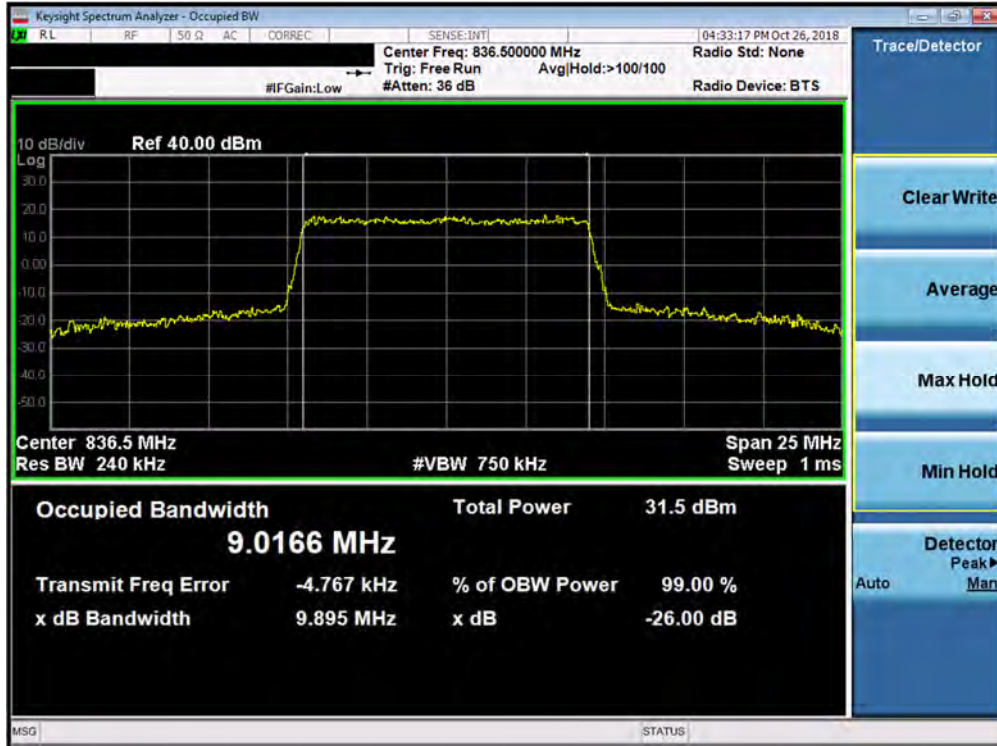 Keysight Spectrum Analyzer - Occupied BW
LXI RL RF 50 Ω AC CORREC SENSE:INT 04:33:17 PM Oct 26, 2018
Center Freq: 836.500000 MHz Radio Std: None
Trig: Free Run Avg|Hold:>100/100
#IFGain:Low #Atten: 36 dB Radio Device: BTS
10 dB/div Ref 40.00 dBm
Log
30.0
20.0
10.0
0.00
-10.0
-20.0
-30.0
-40.0
-50.0
Center 836.5 MHz Span 25 MHz
Res BW 240 kHz #VBW 750 kHz Sweep 1 ms
Occupied Bandwidth Total Power 31.5 dBm
9.0166 MHz
Transmit Freq Error -4.767 kHz % of OBW Power 99.00 %
x dB Bandwidth 9.895 MHz x dB -26.00 dB
MSG STATUS
Trace/Detector
Clear Write
Average
Max Hold
Min Hold
Detector
Peak▶
Auto Man